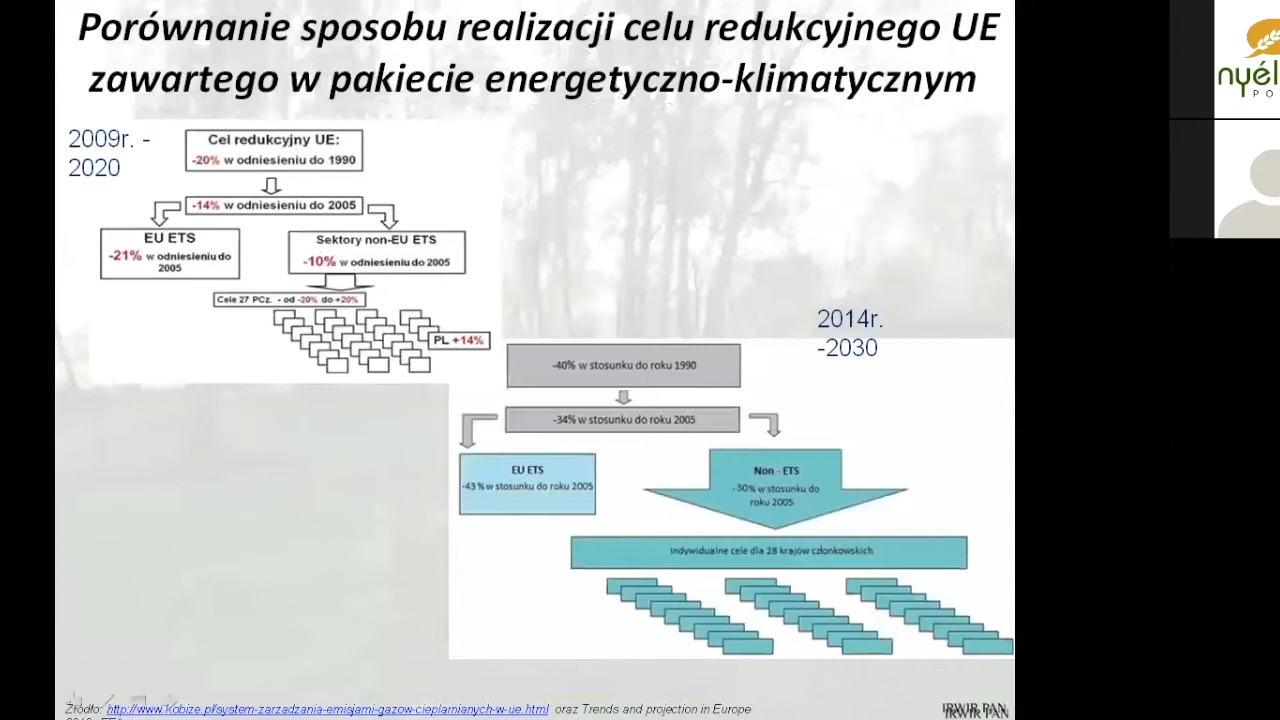 Porównanie sposobu realizacji celu redukcyjnego UE
zawartego w pakiecie energetyczno-klimatycznym
2009r. -
2020
Cel redukcyjny UE:
-20% w odniesieniu do 1990
-14% w odniesieniu do 2005
EU ETS
-21% w odniesieniu do
2005
Sektory non-EU ETS
-10% w odniesieniu do 2005
Cele 27 PCz. - od -20% do +20%
PL +14%
2014r.
-2030
-40% w stosunku do roku 1990
-34% w stosunku do roku 2005
EU ETS
-43% w stosunku do roku 2005
Non - ETS
-30% w stosunku do
roku 2005
Indywidualne cele dla 28 krajów członkowskich
Źródło: http://www.kobize.pl/system-zarzadzania-emisjami-gazow-cieplarnianych-w-ue.html oraz Trends and projection in Europe
IRWIR PAN
IRWIR PAN
nyél
PO